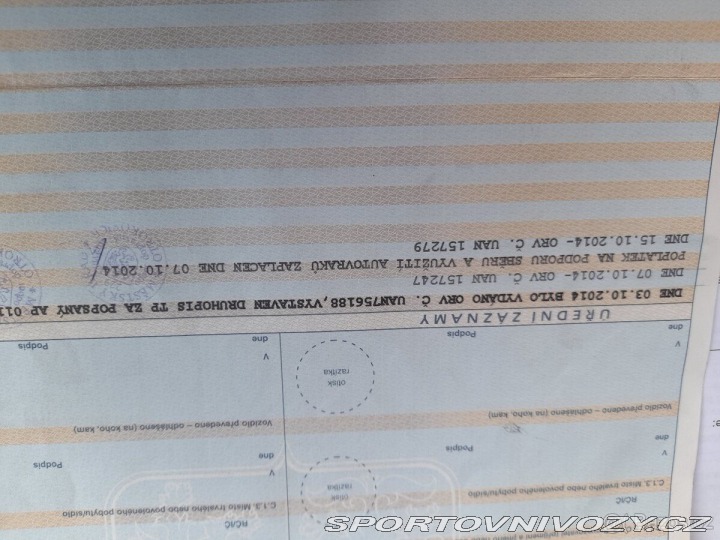 RČ/IČ
RČ/IČ
C.1.3. Místo trvalého nebo povoleného pobytu/sídlo
C.1.3. Místo trvalého nebo povoleného pobytu/sídlo
V
dne
Podpis
otisk
razítka
V
dne
Podpis
Vozidlo převedeno – odhlášeno (na koho, kam)
Vozidlo převedeno – odhlášeno (na koho, kam)
V
dne
Podpis
otisk
razítka
V
dne
Podpis
ÚŘEDNÍ ZÁZNAMY
DNE 03.10.2014 BYLO VYDÁNO ORV Č. UAN756188, VYSTAVEN DRUHOPIS TP ZA POPSANÝ AP 011
DNE 07.10.2014- ORV Č. UAN 157247
POPLATEK NA PODPORU SBĚRU A VYUŽITÍ AUTOVRAKŮ ZAPLACEN DNE 07.10.2014
DNE 15.10.2014- ORV Č. UAN 157279
SPORTOVNIVOZY.CZ